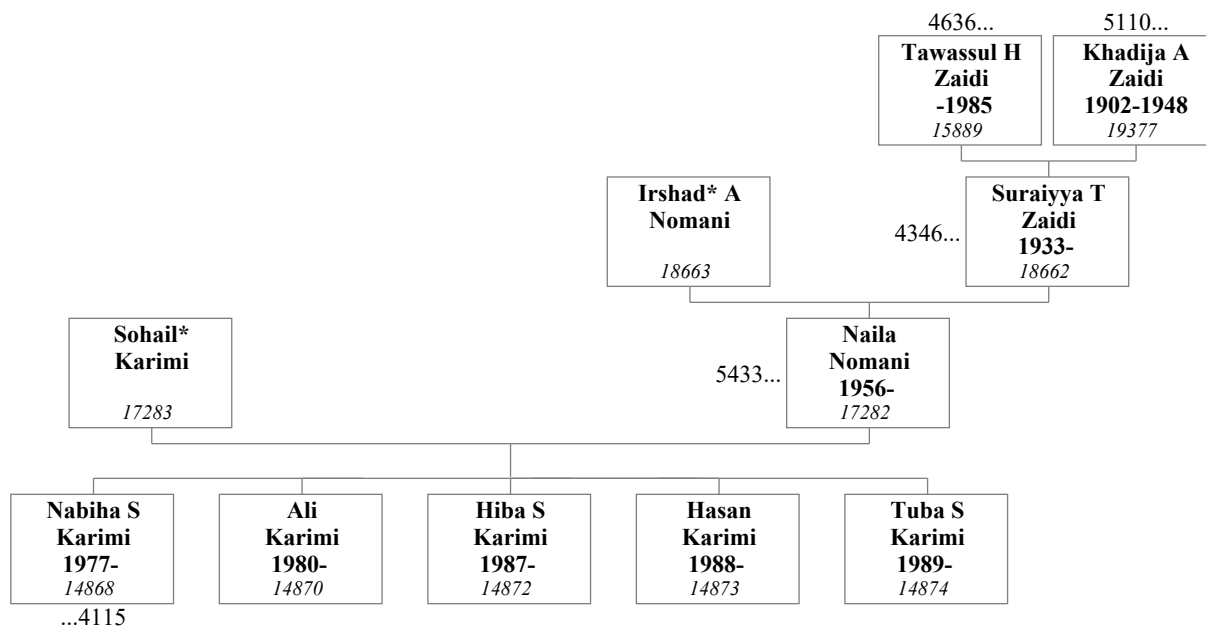 4636...
5110...
Tawassul H
Zaidi
-1985
15889
Khadija A
Zaidi
1902-1948
19377
Irshad* A
Nomani
18663
4346...
Suraiyya T
Zaidi
1933-
18662
Sohail*
Karimi
17283
5433...
Naila
Nomani
1956-
17282
Nabiha S
Karimi
1977-
14868
...4115
Ali
Karimi
1980-
14870
Hiba S
Karimi
1987-
14872
Hasan
Karimi
1988-
14873
Tuba S
Karimi
1989-
14874